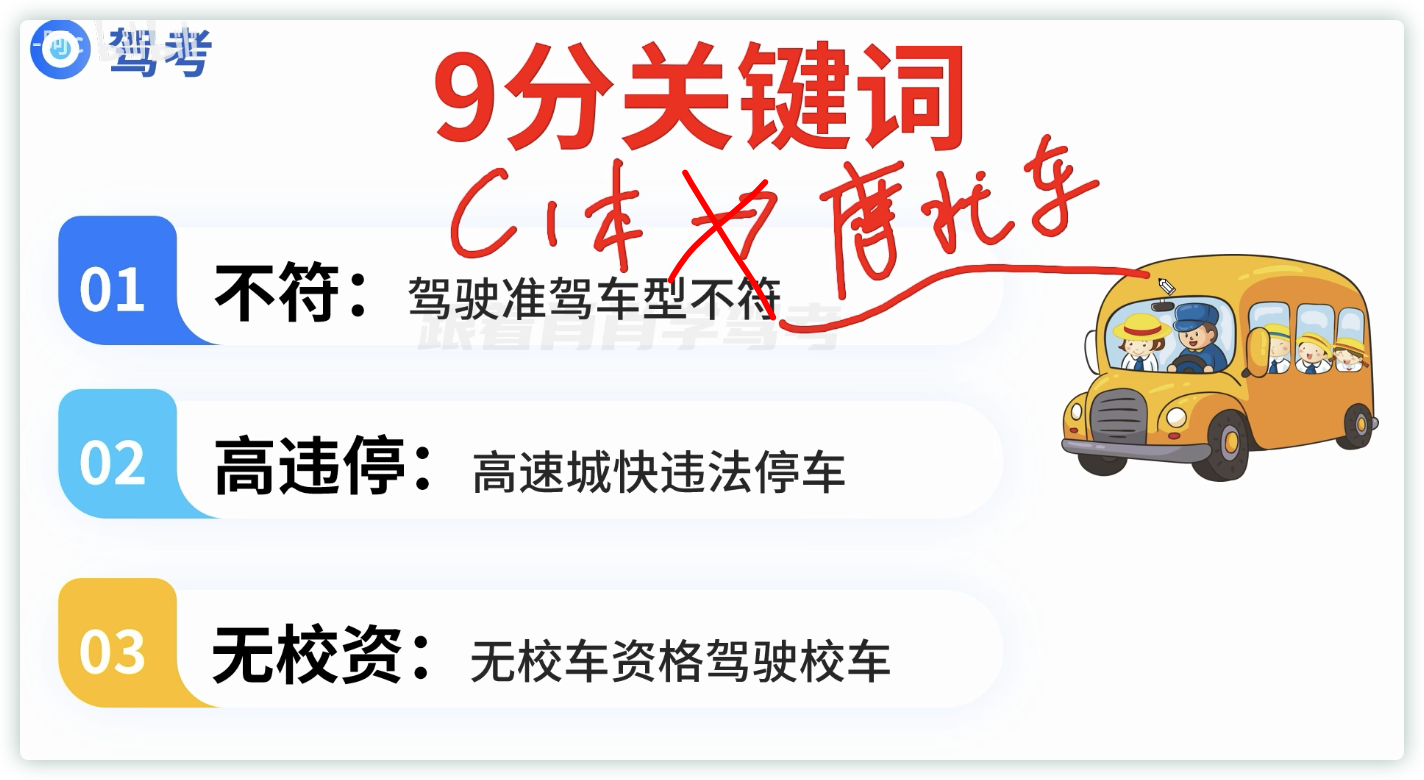 驾考
9分关键词
C1本→摩托车
01
不符：驾驶准驾车型不符
跟着肖肖学驾考
02
高违停：高速城快违法停车
03
无校资：无校车资格驾驶校车